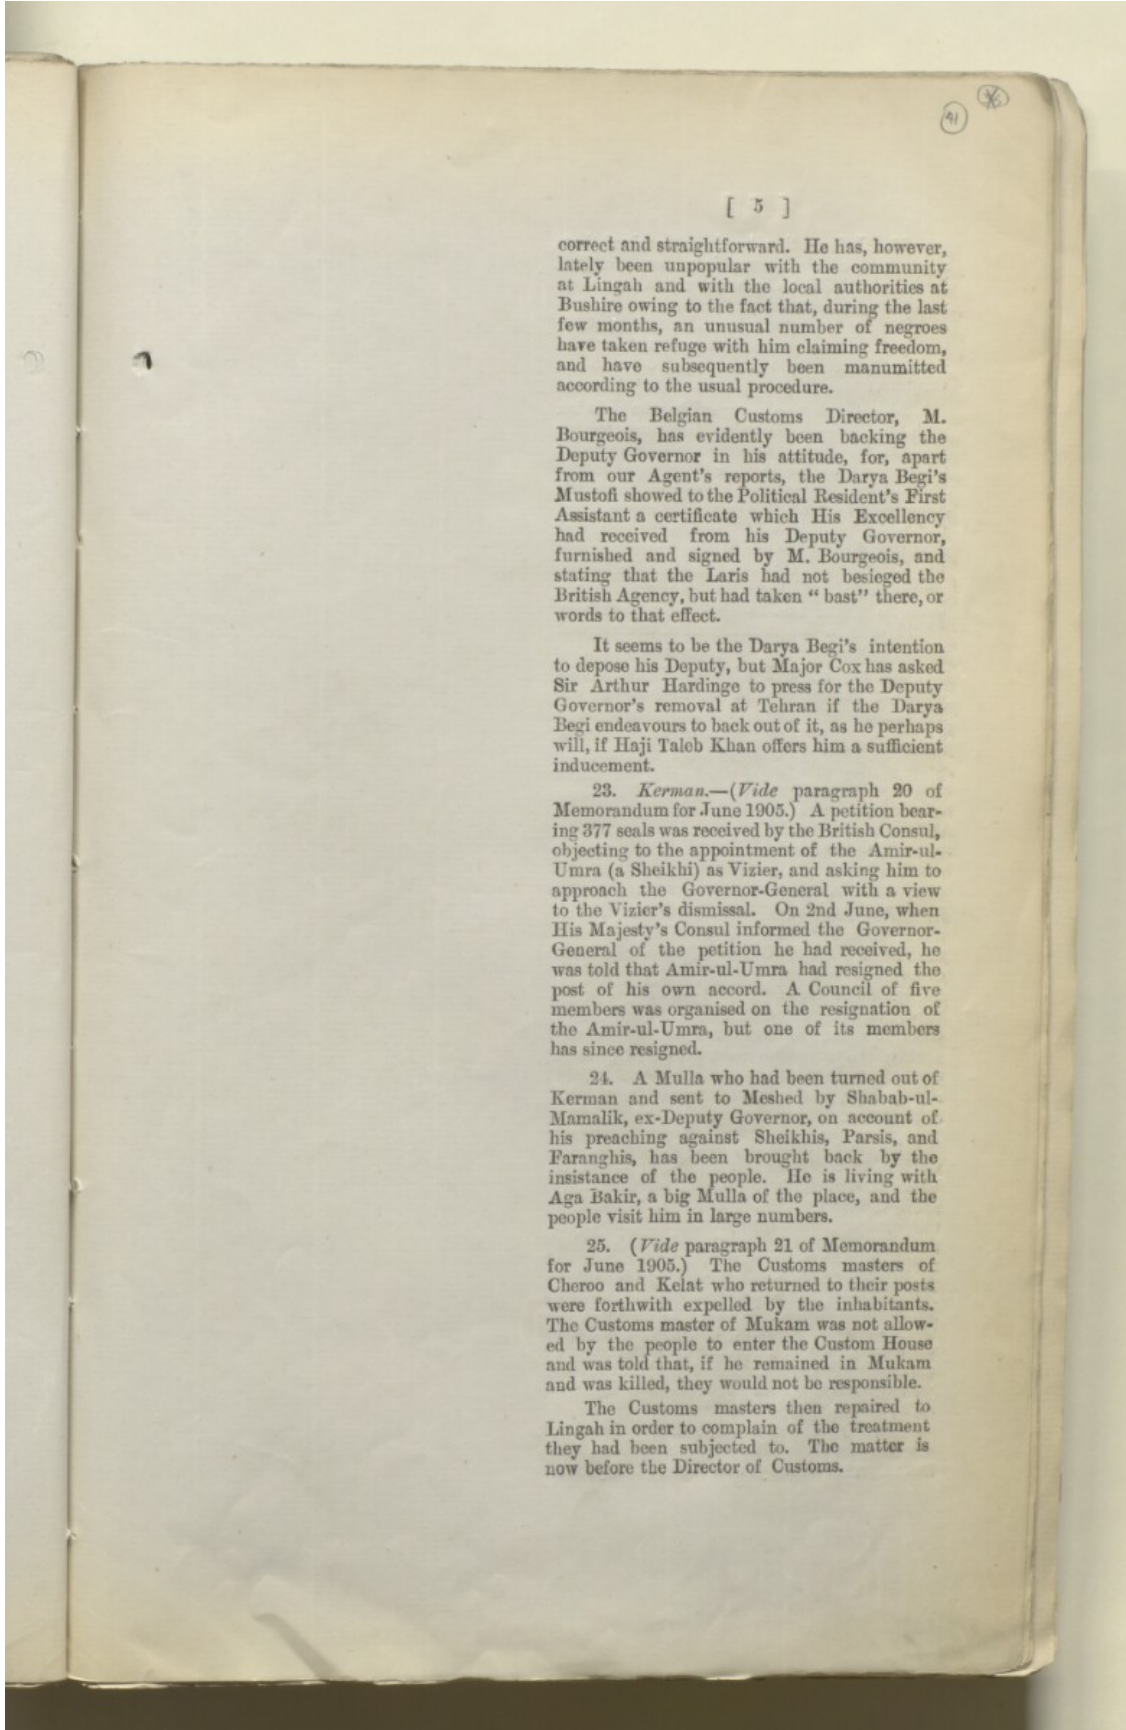 41
[ 5 ]
correct and straightforward. He has, however,
lately been unpopular with the community
at Lingah and with the local authorities at
Bushire owing to the fact that, during the last
few months, an unusual number of negroes
have taken refuge with him claiming freedom,
and have subsequently been manumitted
according to the usual procedure.
The Belgian Customs Director, M.
Bourgeois, has evidently been backing the
Deputy Governor in his attitude, for, apart
from our Agent's reports, the Darya Begi's
Mustofi showed to the Political Resident's First
Assistant a certificate which His Excellency
had received from his Deputy Governor,
furnished and signed by M. Bourgeois, and
stating that the Laris had not besieged the
British Agency, but had taken “ bast” there, or
words to that effect.
It seems to be the Darya Begi's intention
to depose his Deputy, but Major Cox has asked
Sir Arthur Hardinge to press for the Deputy
Governor's removal at Tehran if the Darya
Begi endeavours to back out of it, as he perhaps
will, if Haji Taleb Khan offers him a sufficient
inducement.
23. Kerman.—(Vide paragraph 20 of
Memorandum for June 1905.) A petition bear-
ing 377 seals was received by the British Consul,
objecting to the appointment of the Amir-ul-
Umra (a Sheikhi) as Vizier, and asking him to
approach the Governor-General with a view
to the Vizier's dismissal. On 2nd June, when
His Majesty's Consul informed the Governor-
General of the petition he had received, he
was told that Amir-ul-Umra had resigned the
post of his own accord. A Council of five
members was organised on the resignation of
the Amir-ul-Umra, but one of its members
has since resigned.
24. A Mulla who had been turned out of
Kerman and sent to Meshed by Shabab-ul-
Mamalik, ex-Deputy Governor, on account of
his preaching against Sheikhis, Parsis, and
Faranghis, has been brought back by the
insistance of the people. He is living with
Aga Bakir, a big Mulla of the place, and the
people visit him in large numbers.
25. (Vide paragraph 21 of Memorandum
for June 1905.) The Customs masters of
Cheroo and Kelat who returned to their posts
were forthwith expelled by the inhabitants.
The Customs master of Mukam was not allow-
ed by the people to enter the Custom House
and was told that, if he remained in Mukam
and was killed, they would not be responsible.
The Customs masters then repaired to
Lingah in order to complain of the treatment
they had been subjected to. The matter is
now before the Director of Customs.